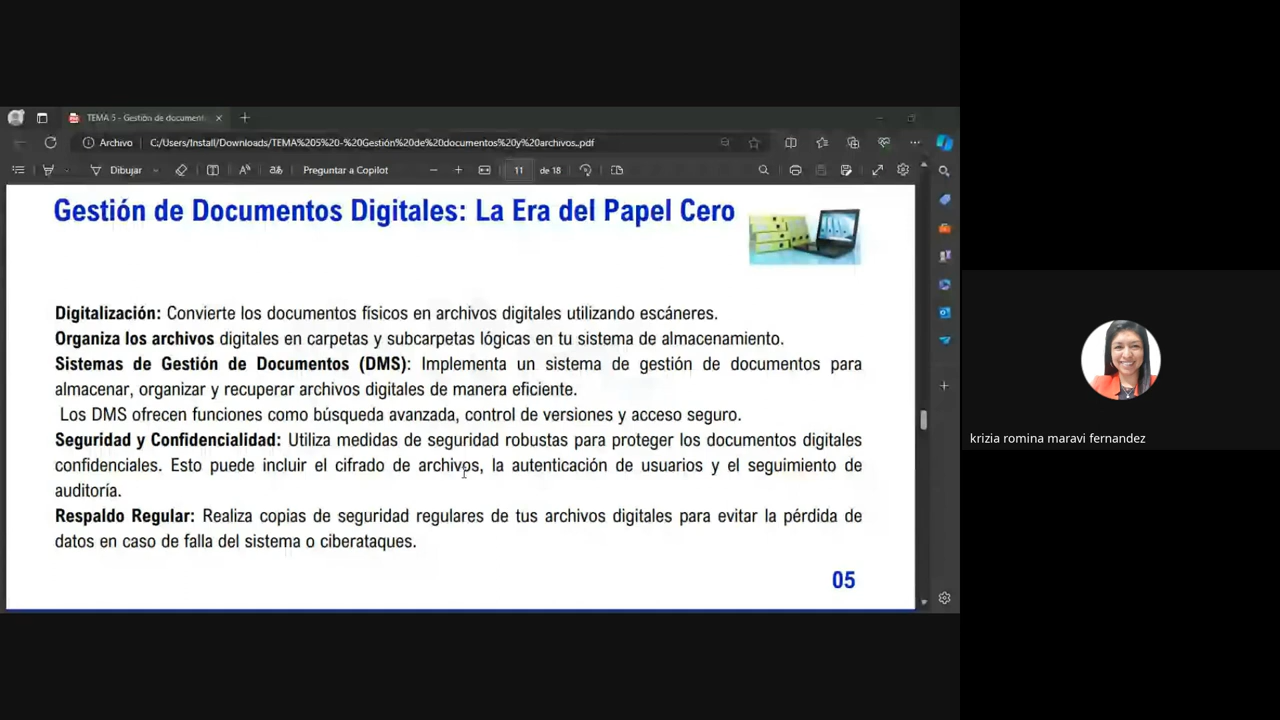 TEMA 5 - Gestión de document
Archivo
C:/Users/Install/Downloads/TEMA%205%20-%20Gestión%20de%20documentos%20y%20archivos..pdf
Dibujar
Preguntar a Copilot
11 de 18
Gestión de Documentos Digitales: La Era del Papel Cero
Digitalización: Convierte los documentos físicos en archivos digitales utilizando escáneres.
Organiza los archivos digitales en carpetas y subcarpetas lógicas en tu sistema de almacenamiento.
Sistemas de Gestión de Documentos (DMS): Implementa un sistema de gestión de documentos para
almacenar, organizar y recuperar archivos digitales de manera eficiente.
Los DMS ofrecen funciones como búsqueda avanzada, control de versiones y acceso seguro.
Seguridad y Confidencialidad: Utiliza medidas de seguridad robustas para proteger los documentos digitales
confidenciales. Esto puede incluir el cifrado de archivos, la autenticación de usuarios y el seguimiento de
auditoría.
Respaldo Regular: Realiza copias de seguridad regulares de tus archivos digitales para evitar la pérdida de
datos en caso de falla del sistema o ciberataques.
05
krizia romina maravi fernandez